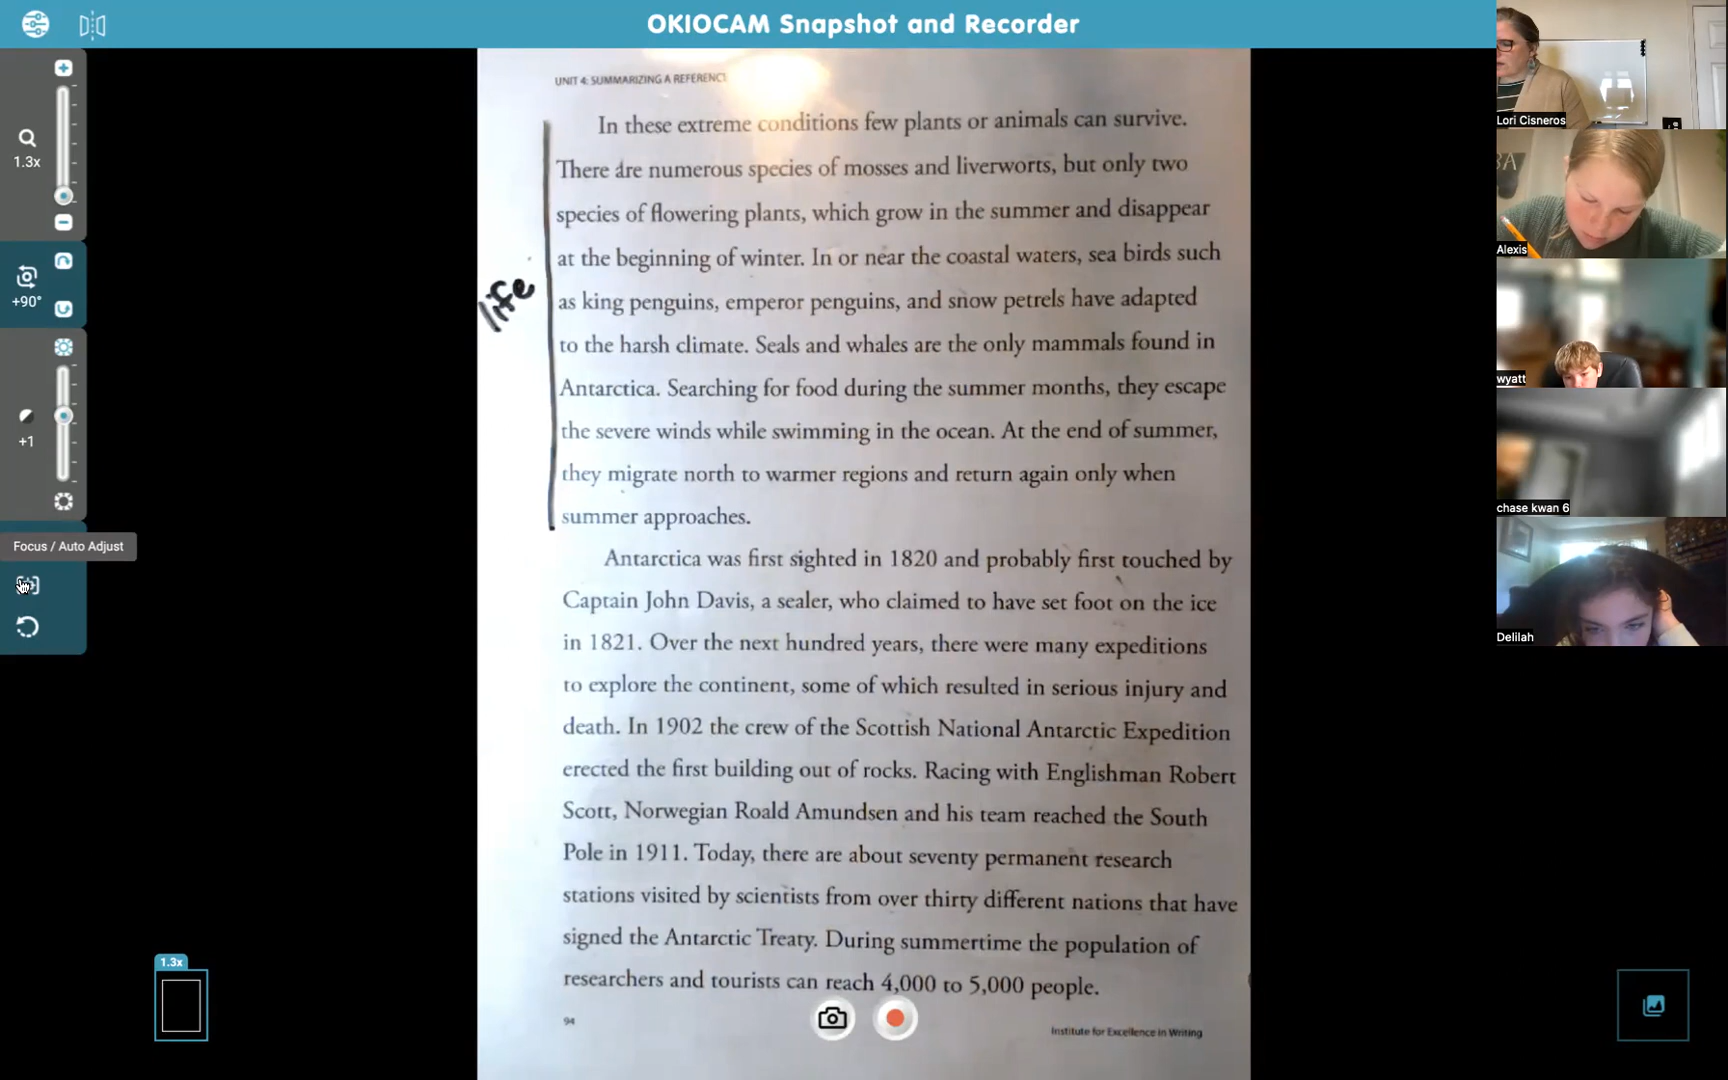 OKIOCAM Snapshot and Recorder
1.3x
+90°
+1
Focus / Auto Adjust
1.3x
UNIT 4: SUMMARIZING A REFERENCE
life
In these extreme conditions few plants or animals can survive.
There are numerous species of mosses and liverworts, but only two
species of flowering plants, which grow in the summer and disappear
at the beginning of winter. In or near the coastal waters, sea birds such
as king penguins, emperor penguins, and snow petrels have adapted
to the harsh climate. Seals and whales are the only mammals found in
Antarctica. Searching for food during the summer months, they escape
the severe winds while swimming in the ocean. At the end of summer,
they migrate north to warmer regions and return again only when
summer approaches.
Antarctica was first sighted in 1820 and probably first touched by
Captain John Davis, a sealer, who claimed to have set foot on the ice
in 1821. Over the next hundred years, there were many expeditions
to explore the continent, some of which resulted in serious injury and
death. In 1902 the crew of the Scottish National Antarctic Expedition
erected the first building out of rocks. Racing with Englishman Robert
Scott, Norwegian Roald Amundsen and his team reached the South
Pole in 1911. Today, there are about seventy permanent research
stations visited by scientists from over thirty different nations that have
signed the Antarctic Treaty. During summertime the population of
researchers and tourists can reach 4,000 to 5,000 people.
94
Institute for Excellence in Writing
Lori Cisneros
Alexis
wyatt
chase kwan 6
Delilah